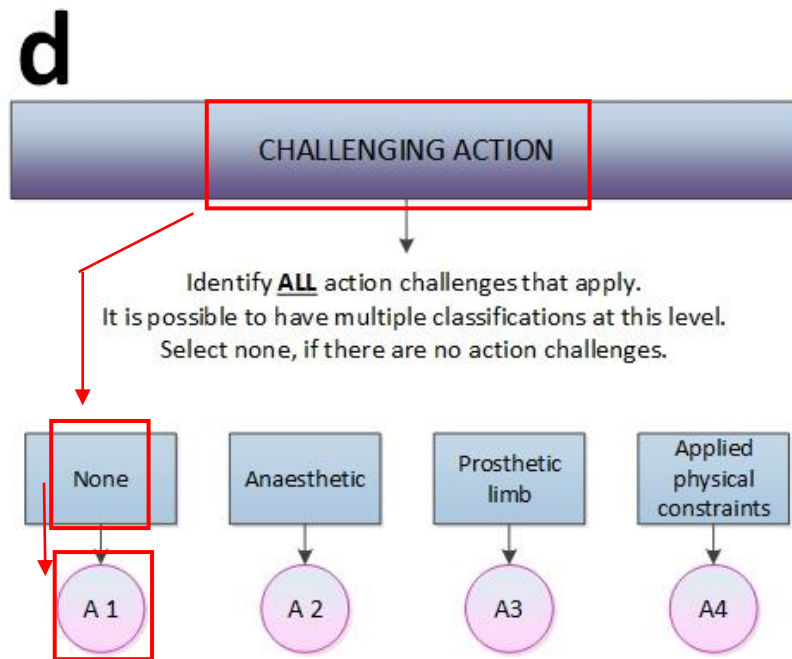 d
CHALLENGING ACTION
Identify ALL action challenges that apply.
It is possible to have multiple classifications at this level.
Select none, if there are no action challenges.
None
Anaesthetic
Prosthetic
limb
Applied
physical
constraints
A 1
A 2
A3
A4